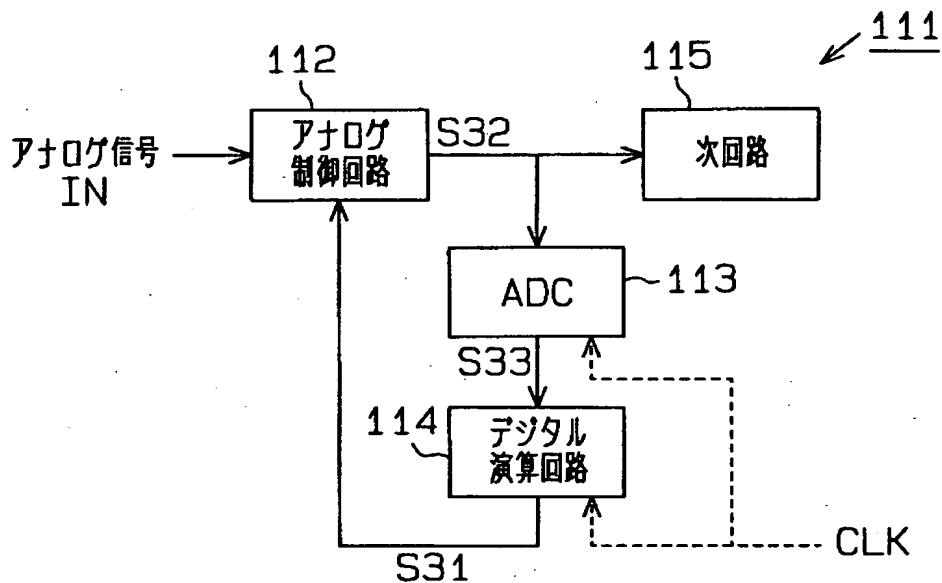 111
112
115
アナログ信号
IN
アナログ
制御回路
S32
次回路
ADC
113
S33
114
デジタル
演算回路
CLK
S31